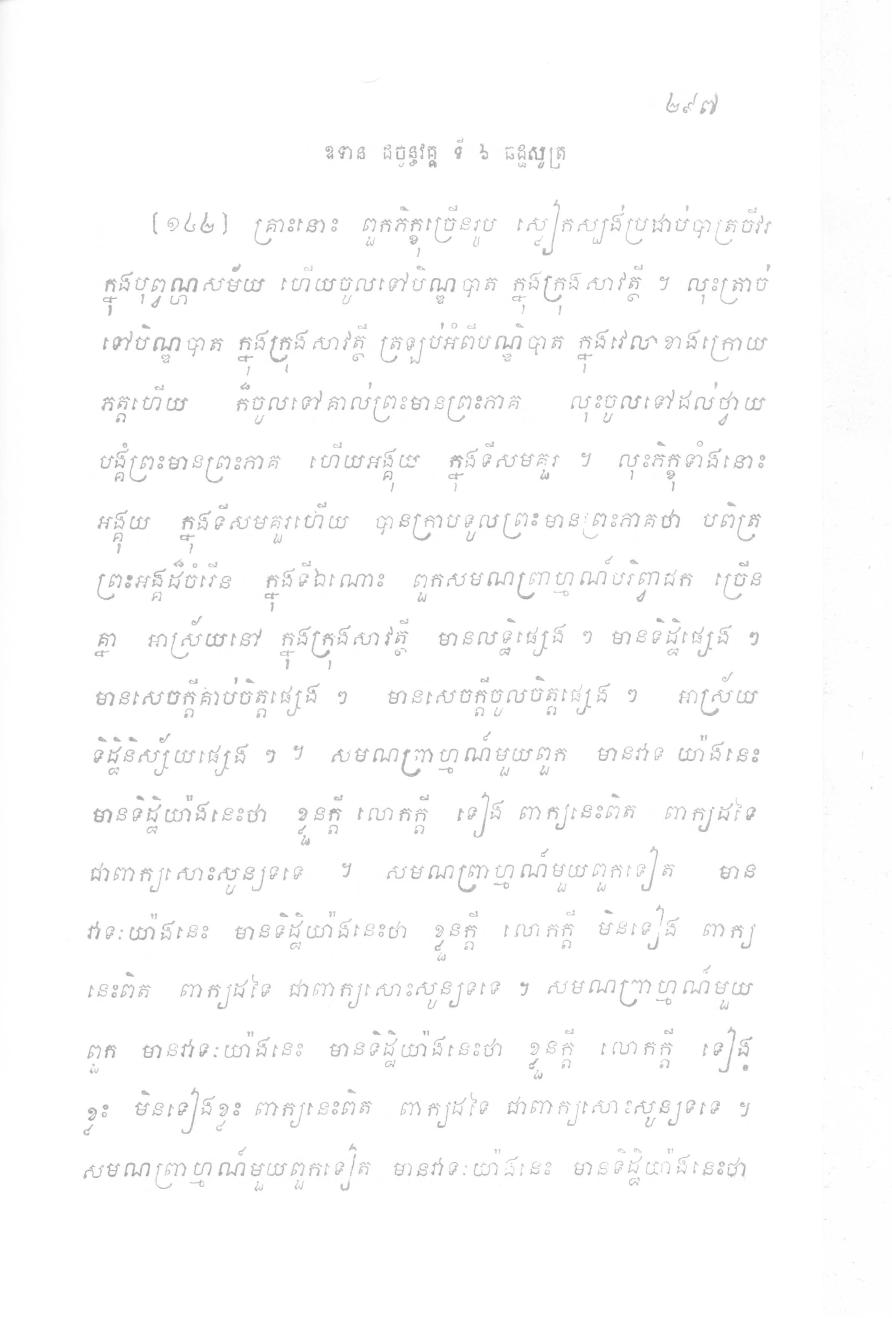 ២៩៧
ឧទាន ជច្ចន្ធវគ្គ ទី ៦ ធដ្ឋសូត្រ
[១៤២] គ្រានោះ ពួកភិក្ខុច្រើនរូប ស្លៀកស្បង់ប្រដាប់បាត្រចីវរ
ក្នុងបុព្វណ្ហសម័យ ហើយចូលទៅបិណ្ឌបាត ក្នុងក្រុងសាវត្ថី ។ លុះត្រាច់
ទៅបិណ្ឌបាត ក្នុងក្រុងសាវត្ថី ត្រឡប់អំពីបណ្ឌិបាត ក្នុងវេលាខាងក្រោយ
ភត្តហើយ ក៏ចូលទៅគាល់ព្រះមានព្រះភាគ លុះចូលទៅដល់ថ្វាយ
បង្គំព្រះមានព្រះភាគ ហើយអង្គុយ ក្នុងទីសមគួរ ។ លុះភិក្ខុទាំងនោះ
អង្គុយ ក្នុងទីសមគួរហើយ បានក្រាបទូលព្រះមានព្រះភាគថា បពិត្រ
ព្រះអង្គដ៏ចំរើន ក្នុងទីឯណោះ ពួកសមណព្រាហ្មណ៍បរិព្វាជក ច្រើន
គ្នា អាស្រ័យនៅ ក្នុងក្រុងសាវត្ថី មានលទ្ធិផ្សេង ៗ មានទិដ្ឋិផ្សេង ៗ
មានសេចក្តីគាប់ចិត្តផ្សេង ៗ មានសេចក្តីចូលចិត្តផ្សេង ៗ អាស្រ័យ
ទិដ្ឋិនិស្ស័យផ្សេង ៗ ។ សមណព្រាហ្មណ៍មួយពួក មានវាទ យ៉ាងនេះ
មានទិដ្ឋិយ៉ាងនេះថា ខ្លួនក្តី លោកក្តី ទៀង ពាក្យនេះពិត ពាក្យដទៃ
ជាពាក្យសោះសូន្យទទេ ។ សមណព្រាហ្មណ៍មួយពួកទៀត មាន
វាទៈយ៉ាងនេះ មានទិដ្ឋិយ៉ាងនេះថា ខ្លួនក្តី លោកក្តី មិនទៀង ពាក្យ
នេះពិត ពាក្យដទៃ ជាពាក្យសោះសូន្យទទេ ។ សមណព្រាហ្មណ៍មួយ
ពួក មានវាទៈយ៉ាងនេះ មានទិដ្ឋិយ៉ាងនេះថា ខ្លួនក្តី លោកក្តី ទៀង
ខ្លះ មិនទៀងខ្លះ ពាក្យនេះពិត ពាក្យដទៃ ជាពាក្យសោះសូន្យទទេ ។
សមណព្រាហ្មណ៍មួយពួកទៀត មានវាទៈយ៉ាងនេះ មានទិដ្ឋិយ៉ាងនេះថា